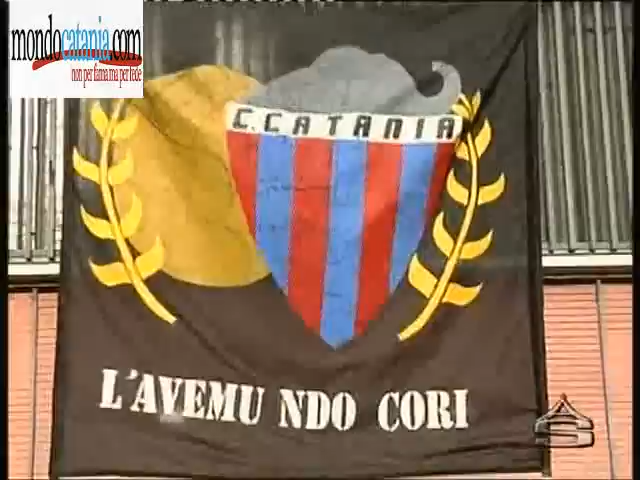 mondocatania.com
non per fama ma per fede
C. CATANIA
L'AVEMU NDO CORI
S